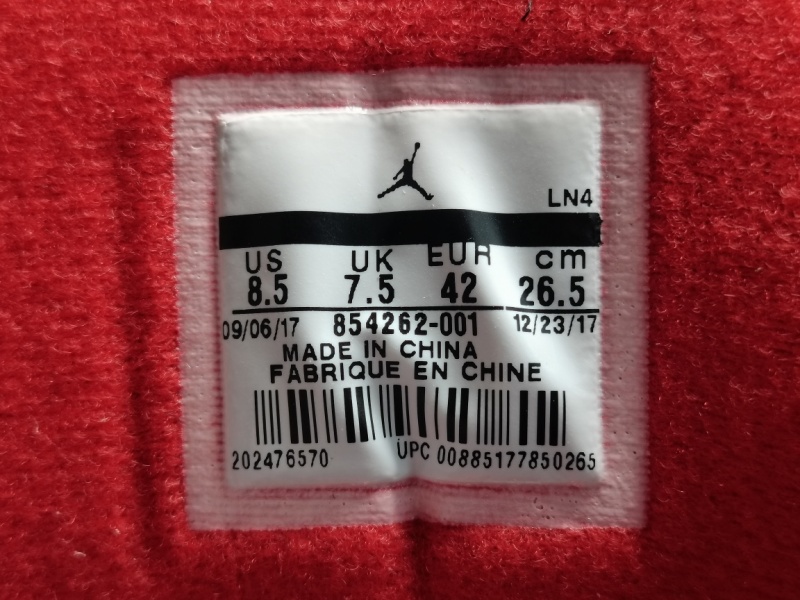 LN4
US UK EUR cm
8.5 7.5 42 26.5
09/06/17 854262-001 12/23/17
MADE IN CHINA
FABRIQUE EN CHINE
202476570 UPC 00885177850265